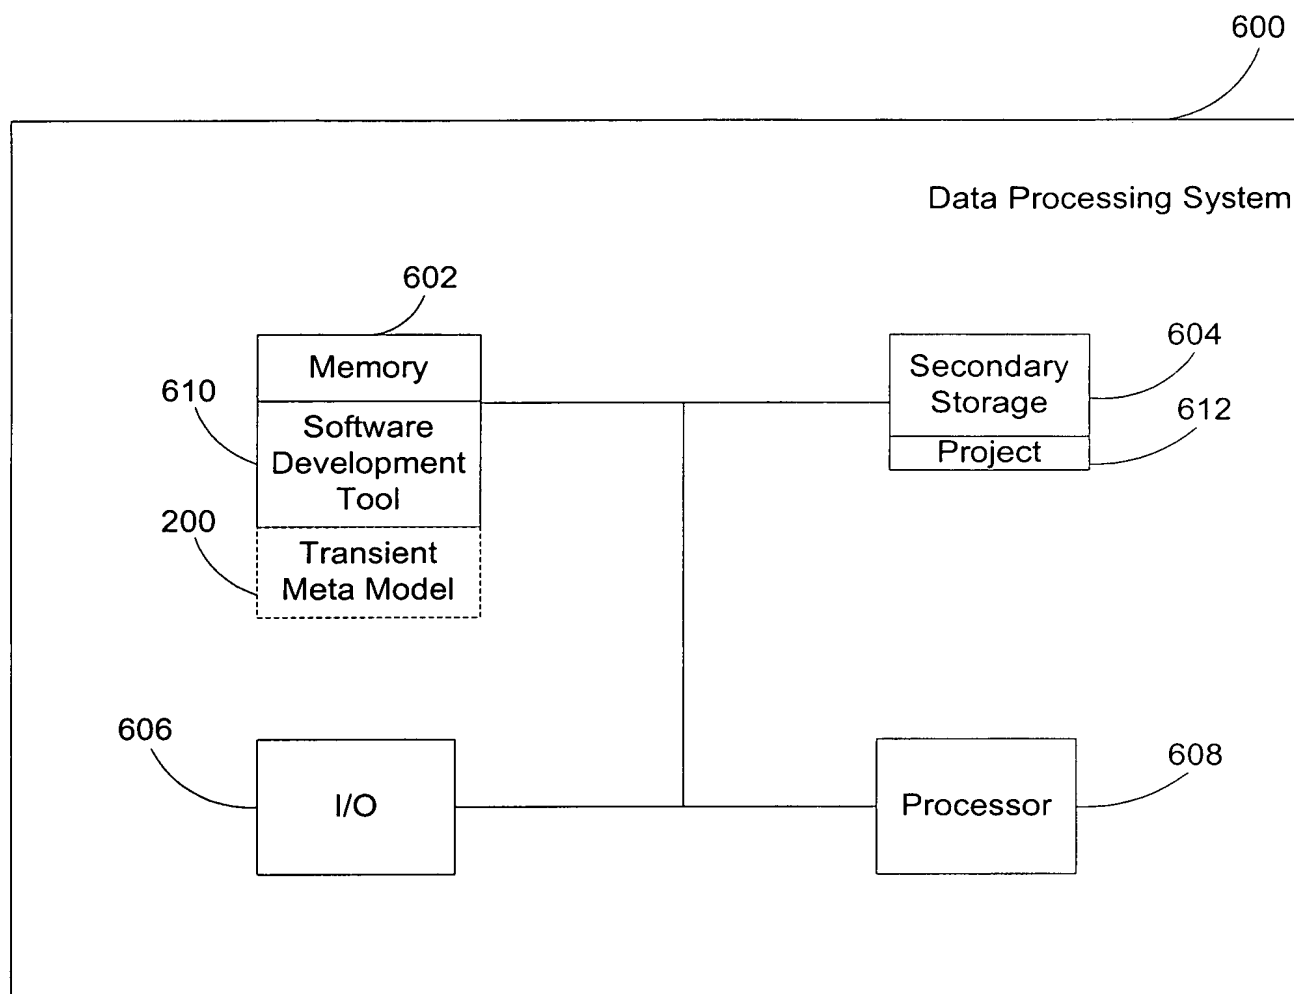 600
Data Processing System
602
Memory
610
Software
Development
Tool
200
Transient
Meta Model
604
Secondary
Storage
612
Project
606
I/O
608
Processor